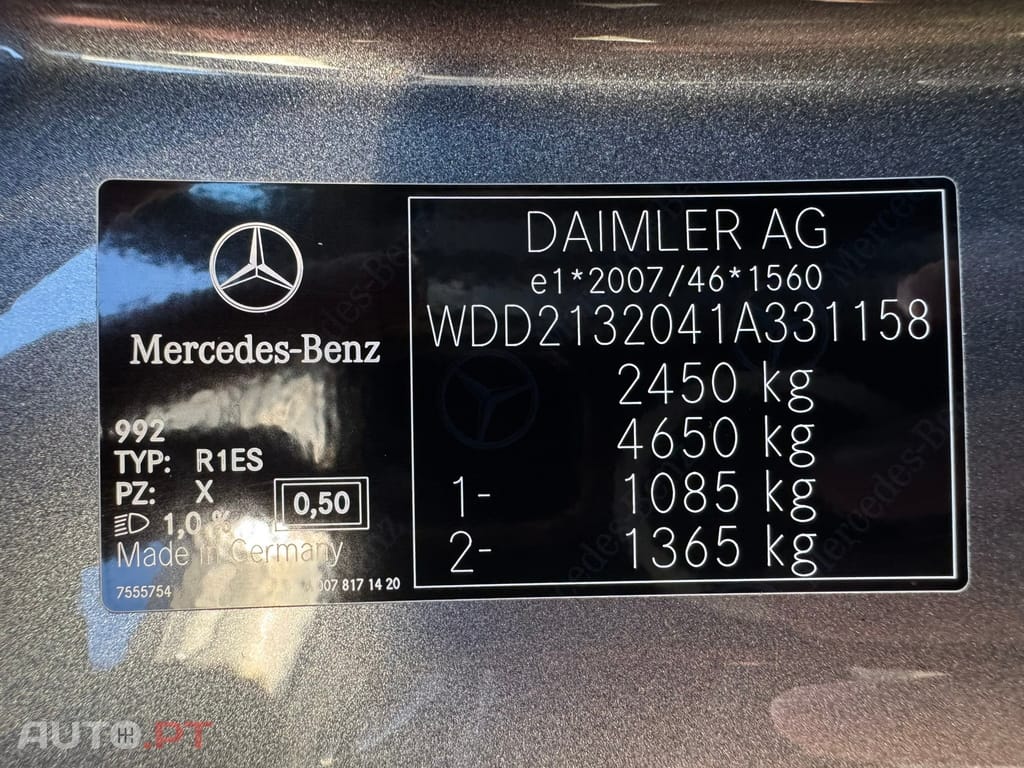 Mercedes-Benz
992
TYP: R1ES
PZ: X
0,50
1,0 %
Made in Germany
7555754
007 817 14 20
DAIMLER AG
e1*2007/46*1560
WDD2132041A331158
2450 kg
4650 kg
1- 1085 kg
2- 1365 kg
AUTO.PT